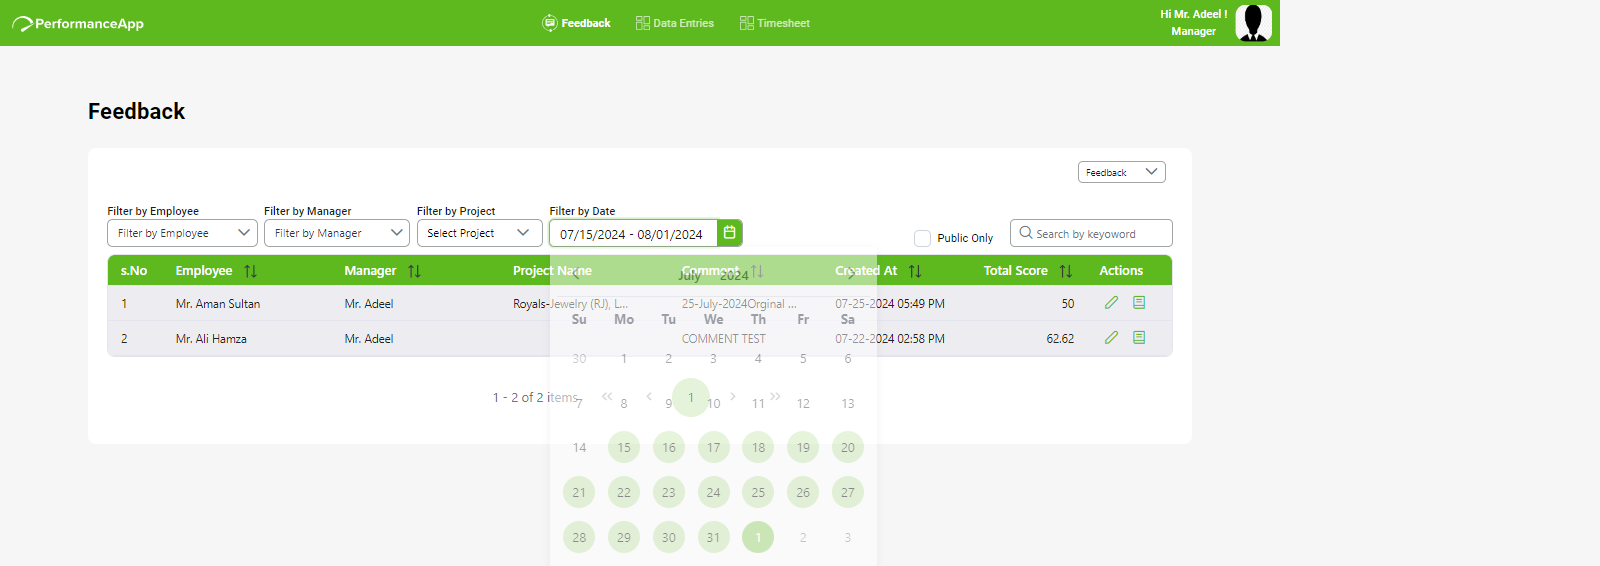 PerformanceApp
Feedback Data Entries Timesheet
Hi Mr. Adeel !
Manager
Feedback
Feedback
Filter by Employee Filter by Manager Filter by Project Filter by Date
Filter by Employee Filter by Manager Select Project 07/15/2024 - 08/01/2024 Public Only Search by keyoword
s.No Employee Manager Project Name Comment Created At Total Score Actions
1 Mr. Aman Sultan Mr. Adeel Royals-Jewelry (RJ), L... 25-July-2024Orginal ... 07-25-2024 05:49 PM 50
2 Mr. Ali Hamza Mr. Adeel COMMENT TEST 07-22-2024 02:58 PM 62.62
1 - 2 of 2 items 1
July 2024
Su Mo Tu We Th Fr Sa
30 1 2 3 4 5 6
7 8 9 10 11 12 13
14 15 16 17 18 19 20
21 22 23 24 25 26 27
28 29 30 31 1 2 3